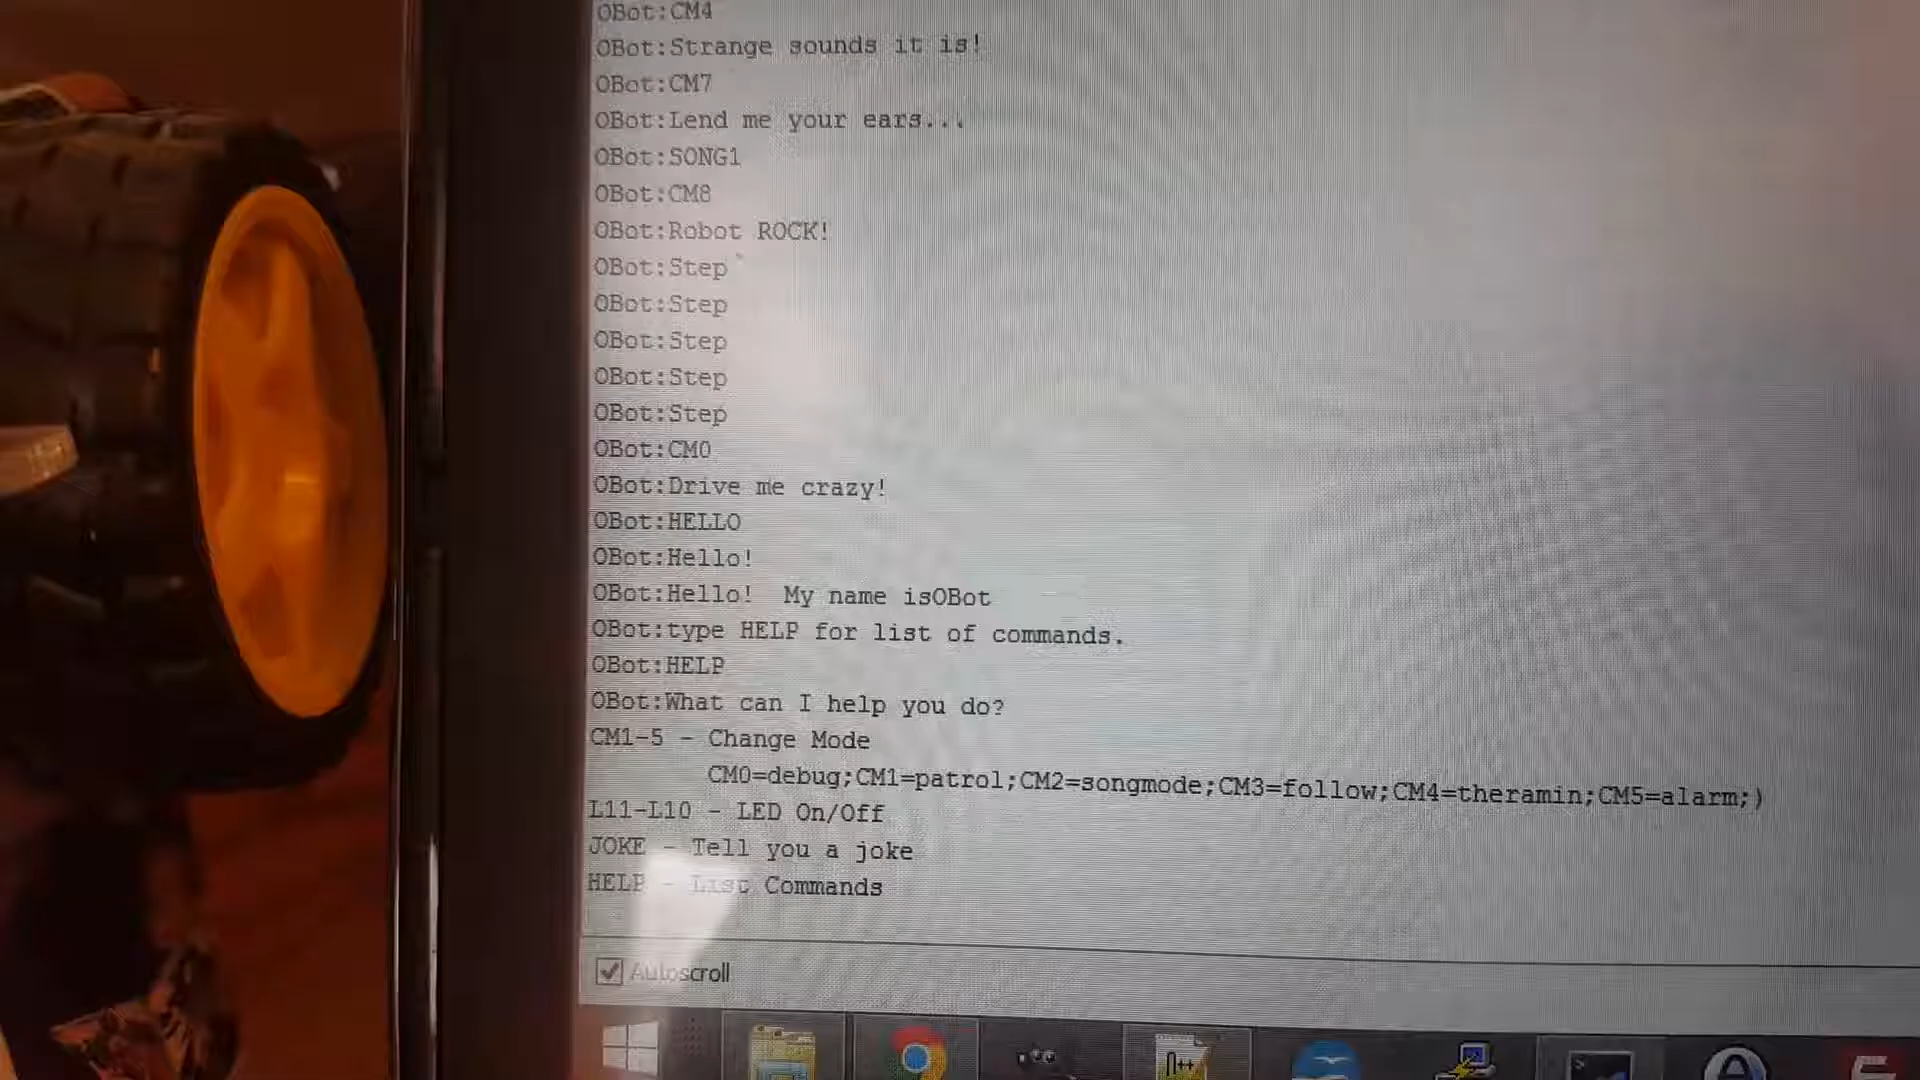 OBot:CM4
OBot:Strange sounds it is!
OBot:CM7
OBot:Lend me your ears...
OBot:SONG1
OBot:CM8
OBot:Robot ROCK!
OBot:Step
OBot:Step
OBot:Step
OBot:Step
OBot:Step
OBot:CM0
OBot:Drive me crazy!
OBot:HELLO
OBot:Hello!
OBot:Hello!  My name isOBot
OBot:type HELP for list of commands.
OBot:HELP
OBot:What can I help you do?
CM1-5 - Change Mode
CM0=debug;CM1=patrol;CM2=songmode;CM3=follow;CM4=theramin;CM5=alarm;)
L11-L10 - LED On/Off
JOKE - Tell you a joke
HELP - List Commands
Autoscroll
n++